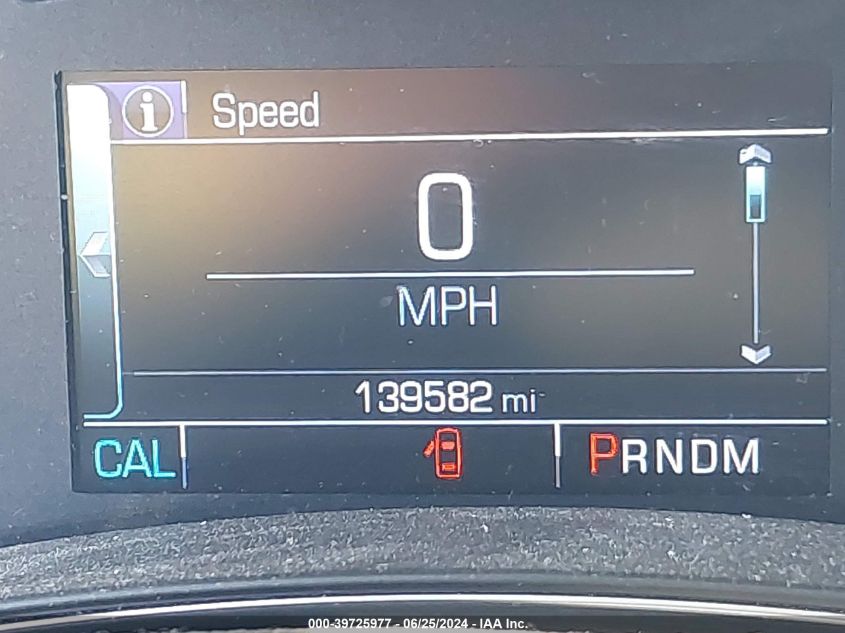 i Speed
0
MPH
139582 mi
CAL PRNDM
000-39725977 - 06/25/2024 - IAA Inc.